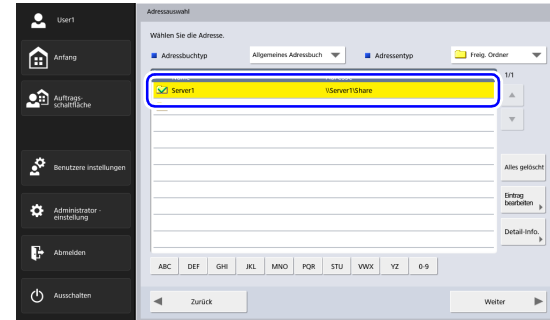 User1
Anfang
Auftrags-
schaltfläche
Benutzere instellungen
Administrator -
einstellung
Abmelden
Ausschalten
Adressauswahl
Wählen Sie die Adresse.
Adressbuchtyp
Allgemeines Adressbuch
Adressentyp
Freig. Ordner
1/1
Server1 \\Server1\Share
Alles gelöscht
Eintrag
bearbeiten
Detail-Info.
ABC DEF GHI JKL MNO PQR STU VWX YZ 0-9
Zurück
Weiter